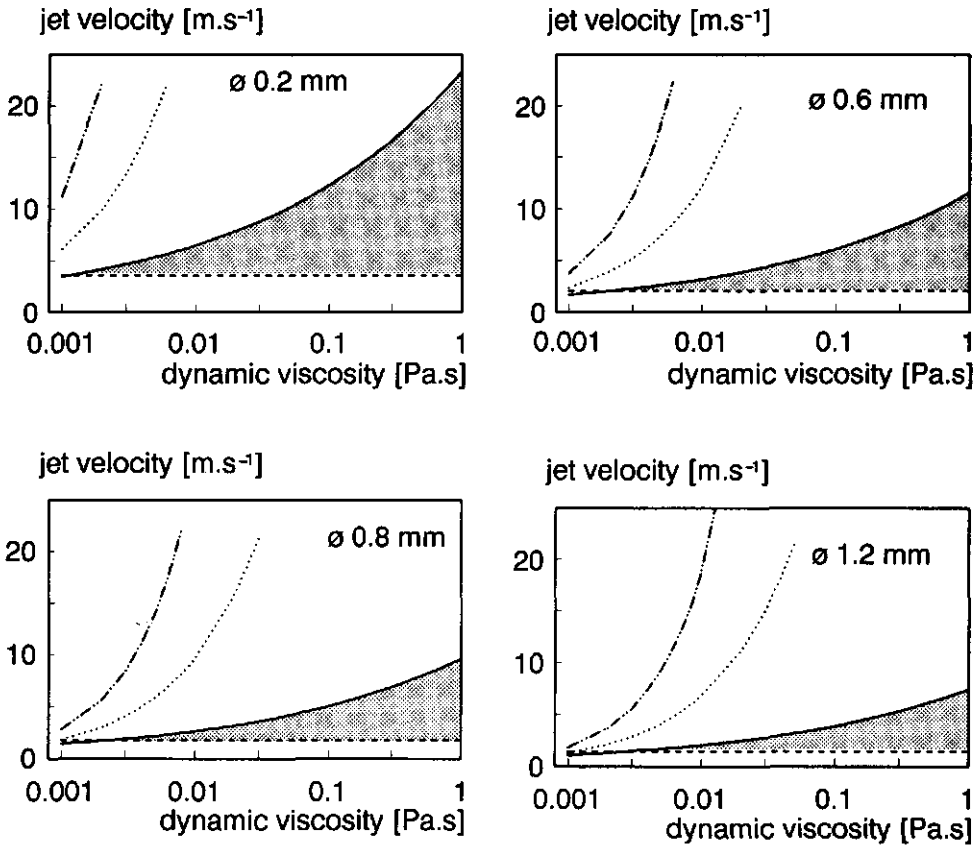 jet velocity [m.s⁻¹]
ø 0.2 mm
20
10
0
0.001 0.01 0.1 1
dynamic viscosity [Pa.s]
jet velocity [m.s⁻¹]
ø 0.6 mm
20
10
0
0.001 0.01 0.1 1
dynamic viscosity [Pa.s]
jet velocity [m.s⁻¹]
ø 0.8 mm
20
10
0
0.001 0.01 0.1 1
dynamic viscosity [Pa.s]
jet velocity [m.s⁻¹]
ø 1.2 mm
20
10
0
0.001 0.01 0.1 1
dynamic viscosity [Pa.s]